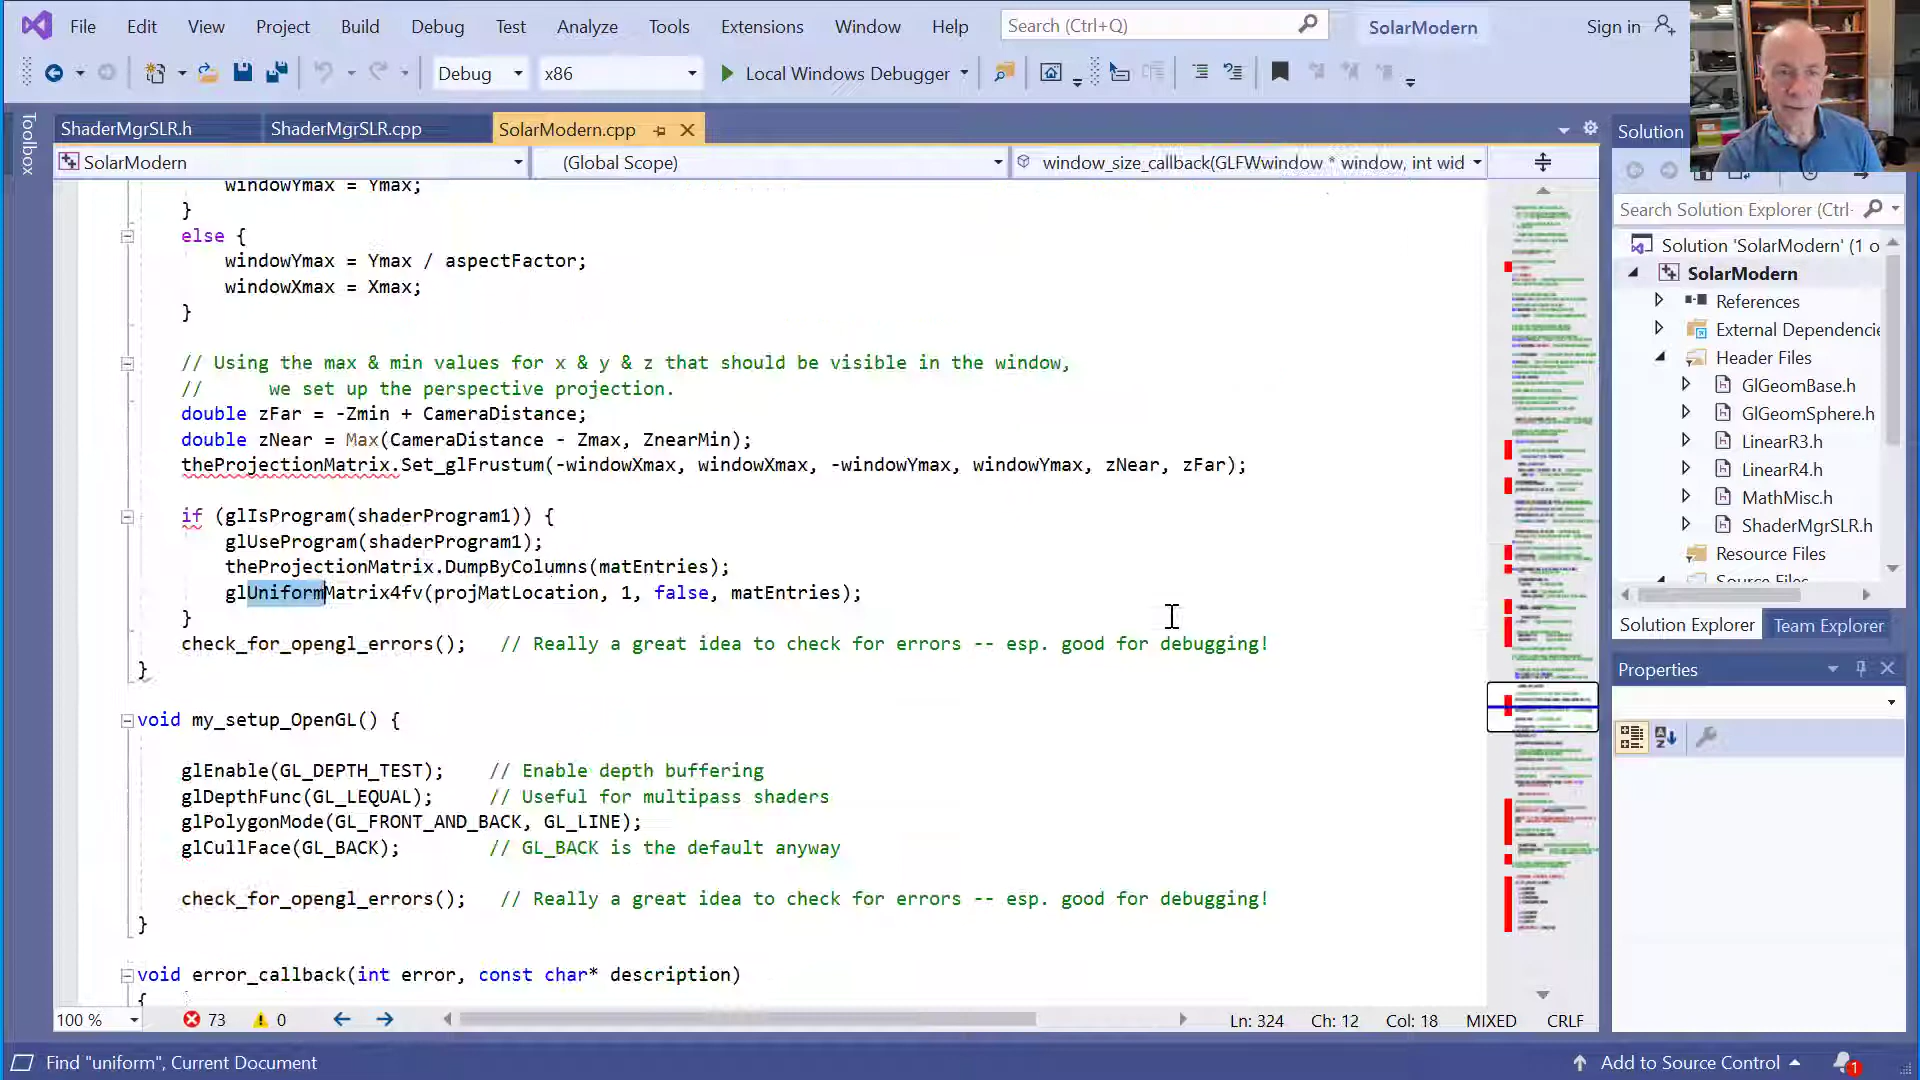 File Edit View Project Build Debug Test Analyze Tools Extensions Window Help Search (Ctrl+Q) SolarModern Sign in
Debug x86 Local Windows Debugger
Toolbox
ShaderMgrSLR.h ShaderMgrSLR.cpp SolarModern.cpp
SolarModern (Global Scope) window_size_callback(GLFWwindow * window, int wid
windowYmax = Ymax;
}
else {
windowYmax = Ymax / aspectFactor;
windowXmax = Xmax;
}
// Using the max & min values for x & y & z that should be visible in the window,
// we set up the perspective projection.
double zFar = -Zmin + CameraDistance;
double zNear = Max(CameraDistance - Zmax, ZnearMin);
theProjectionMatrix.Set_glFrustum(-windowXmax, windowXmax, -windowYmax, windowYmax, zNear, zFar);
if (glIsProgram(shaderProgram1)) {
glUseProgram(shaderProgram1);
theProjectionMatrix.DumpByColumns(matEntries);
glUniformMatrix4fv(projMatLocation, 1, false, matEntries);
}
check_for_opengl_errors(); // Really a great idea to check for errors -- esp. good for debugging!
}
void my_setup_OpenGL() {
glEnable(GL_DEPTH_TEST); // Enable depth buffering
glDepthFunc(GL_LEQUAL); // Useful for multipass shaders
glPolygonMode(GL_FRONT_AND_BACK, GL_LINE);
glCullFace(GL_BACK); // GL_BACK is the default anyway
check_for_opengl_errors(); // Really a great idea to check for errors -- esp. good for debugging!
}
void error_callback(int error, const char* description)
{
100 % 73 0 Ln: 324 Ch: 12 Col: 18 MIXED CRLF
Solution
Search Solution Explorer (Ctrl-
Solution 'SolarModern' (1 o
SolarModern
References
External Dependencie
Header Files
GlGeomBase.h
GlGeomSphere.h
LinearR3.h
LinearR4.h
MathMisc.h
ShaderMgrSLR.h
Resource Files
Source Files
Solution Explorer Team Explorer
Properties
Find "uniform", Current Document Add to Source Control 1